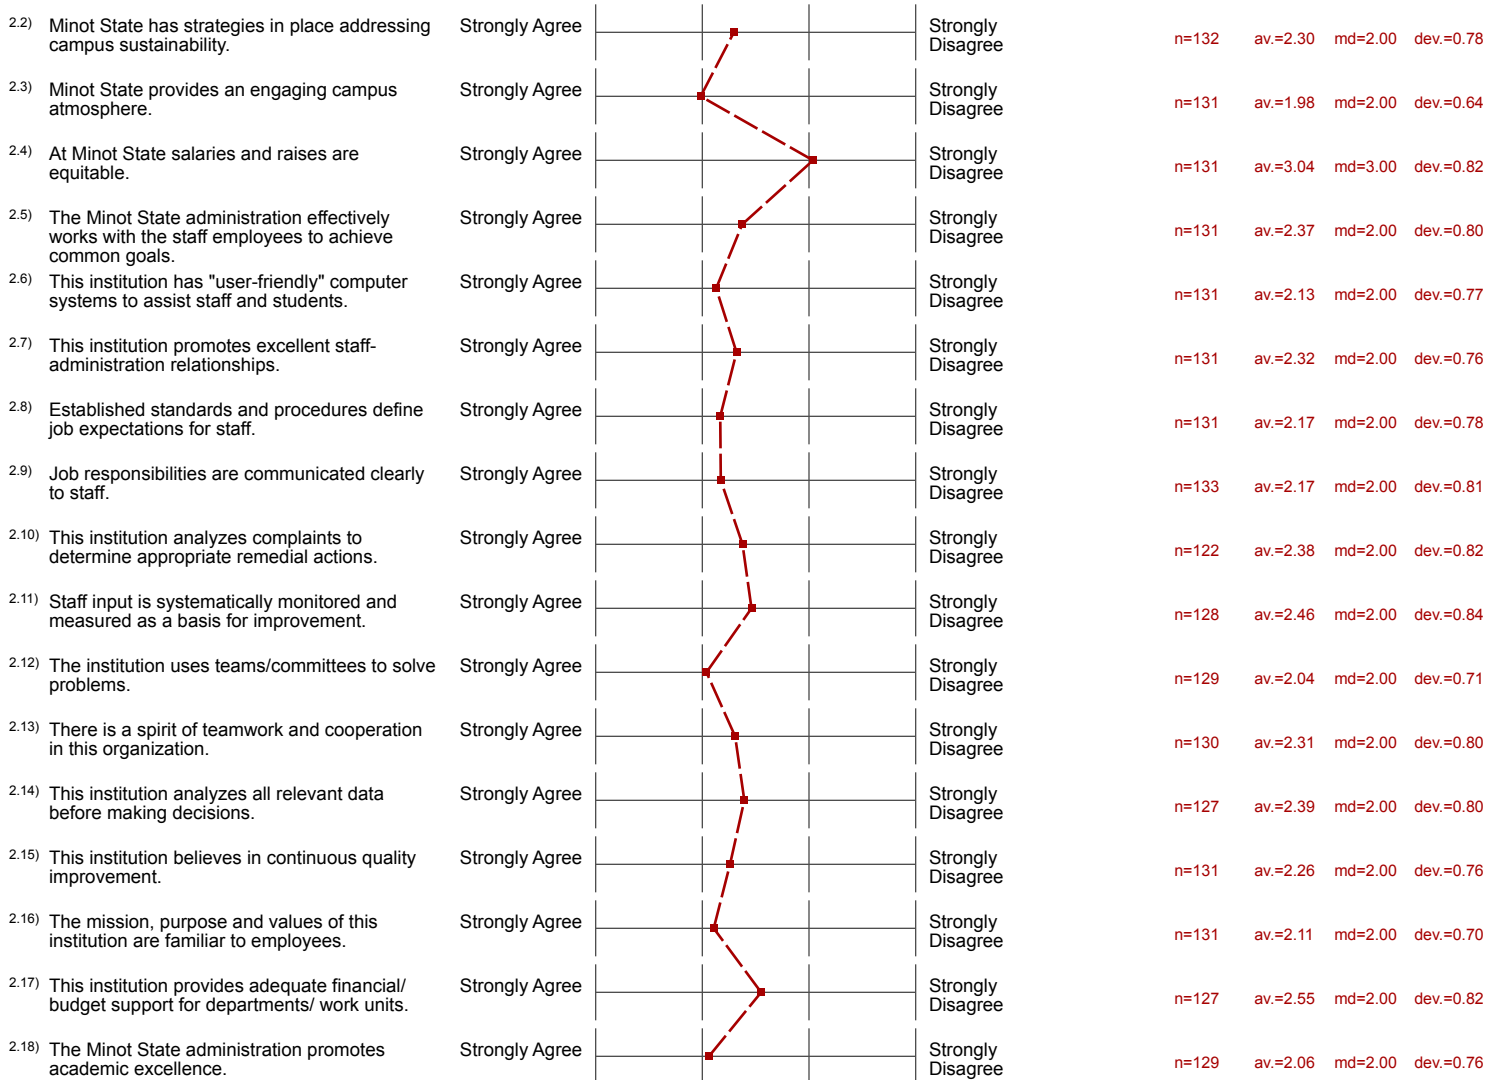 2.2) Minot State has strategies in place addressing
campus sustainability.
Strongly Agree
Strongly
Disagree
n=132 av.=2.30 md=2.00 dev.=0.78
2.3) Minot State provides an engaging campus
atmosphere.
Strongly Agree
Strongly
Disagree
n=131 av.=1.98 md=2.00 dev.=0.64
2.4) At Minot State salaries and raises are
equitable.
Strongly Agree
Strongly
Disagree
n=131 av.=3.04 md=3.00 dev.=0.82
2.5) The Minot State administration effectively
works with the staff employees to achieve
common goals.
Strongly Agree
Strongly
Disagree
n=131 av.=2.37 md=2.00 dev.=0.80
2.6) This institution has "user-friendly" computer
systems to assist staff and students.
Strongly Agree
Strongly
Disagree
n=131 av.=2.13 md=2.00 dev.=0.77
2.7) This institution promotes excellent staff-
administration relationships.
Strongly Agree
Strongly
Disagree
n=131 av.=2.32 md=2.00 dev.=0.76
2.8) Established standards and procedures define
job expectations for staff.
Strongly Agree
Strongly
Disagree
n=131 av.=2.17 md=2.00 dev.=0.78
2.9) Job responsibilities are communicated clearly
to staff.
Strongly Agree
Strongly
Disagree
n=133 av.=2.17 md=2.00 dev.=0.81
2.10) This institution analyzes complaints to
determine appropriate remedial actions.
Strongly Agree
Strongly
Disagree
n=122 av.=2.38 md=2.00 dev.=0.82
2.11) Staff input is systematically monitored and
measured as a basis for improvement.
Strongly Agree
Strongly
Disagree
n=128 av.=2.46 md=2.00 dev.=0.84
2.12) The institution uses teams/committees to solve
problems.
Strongly Agree
Strongly
Disagree
n=129 av.=2.04 md=2.00 dev.=0.71
2.13) There is a spirit of teamwork and cooperation
in this organization.
Strongly Agree
Strongly
Disagree
n=130 av.=2.31 md=2.00 dev.=0.80
2.14) This institution analyzes all relevant data
before making decisions.
Strongly Agree
Strongly
Disagree
n=127 av.=2.39 md=2.00 dev.=0.80
2.15) This institution believes in continuous quality
improvement.
Strongly Agree
Strongly
Disagree
n=131 av.=2.26 md=2.00 dev.=0.76
2.16) The mission, purpose and values of this
institution are familiar to employees.
Strongly Agree
Strongly
Disagree
n=131 av.=2.11 md=2.00 dev.=0.70
2.17) This institution provides adequate financial/
budget support for departments/ work units.
Strongly Agree
Strongly
Disagree
n=127 av.=2.55 md=2.00 dev.=0.82
2.18) The Minot State administration promotes
academic excellence.
Strongly Agree
Strongly
Disagree
n=129 av.=2.06 md=2.00 dev.=0.76